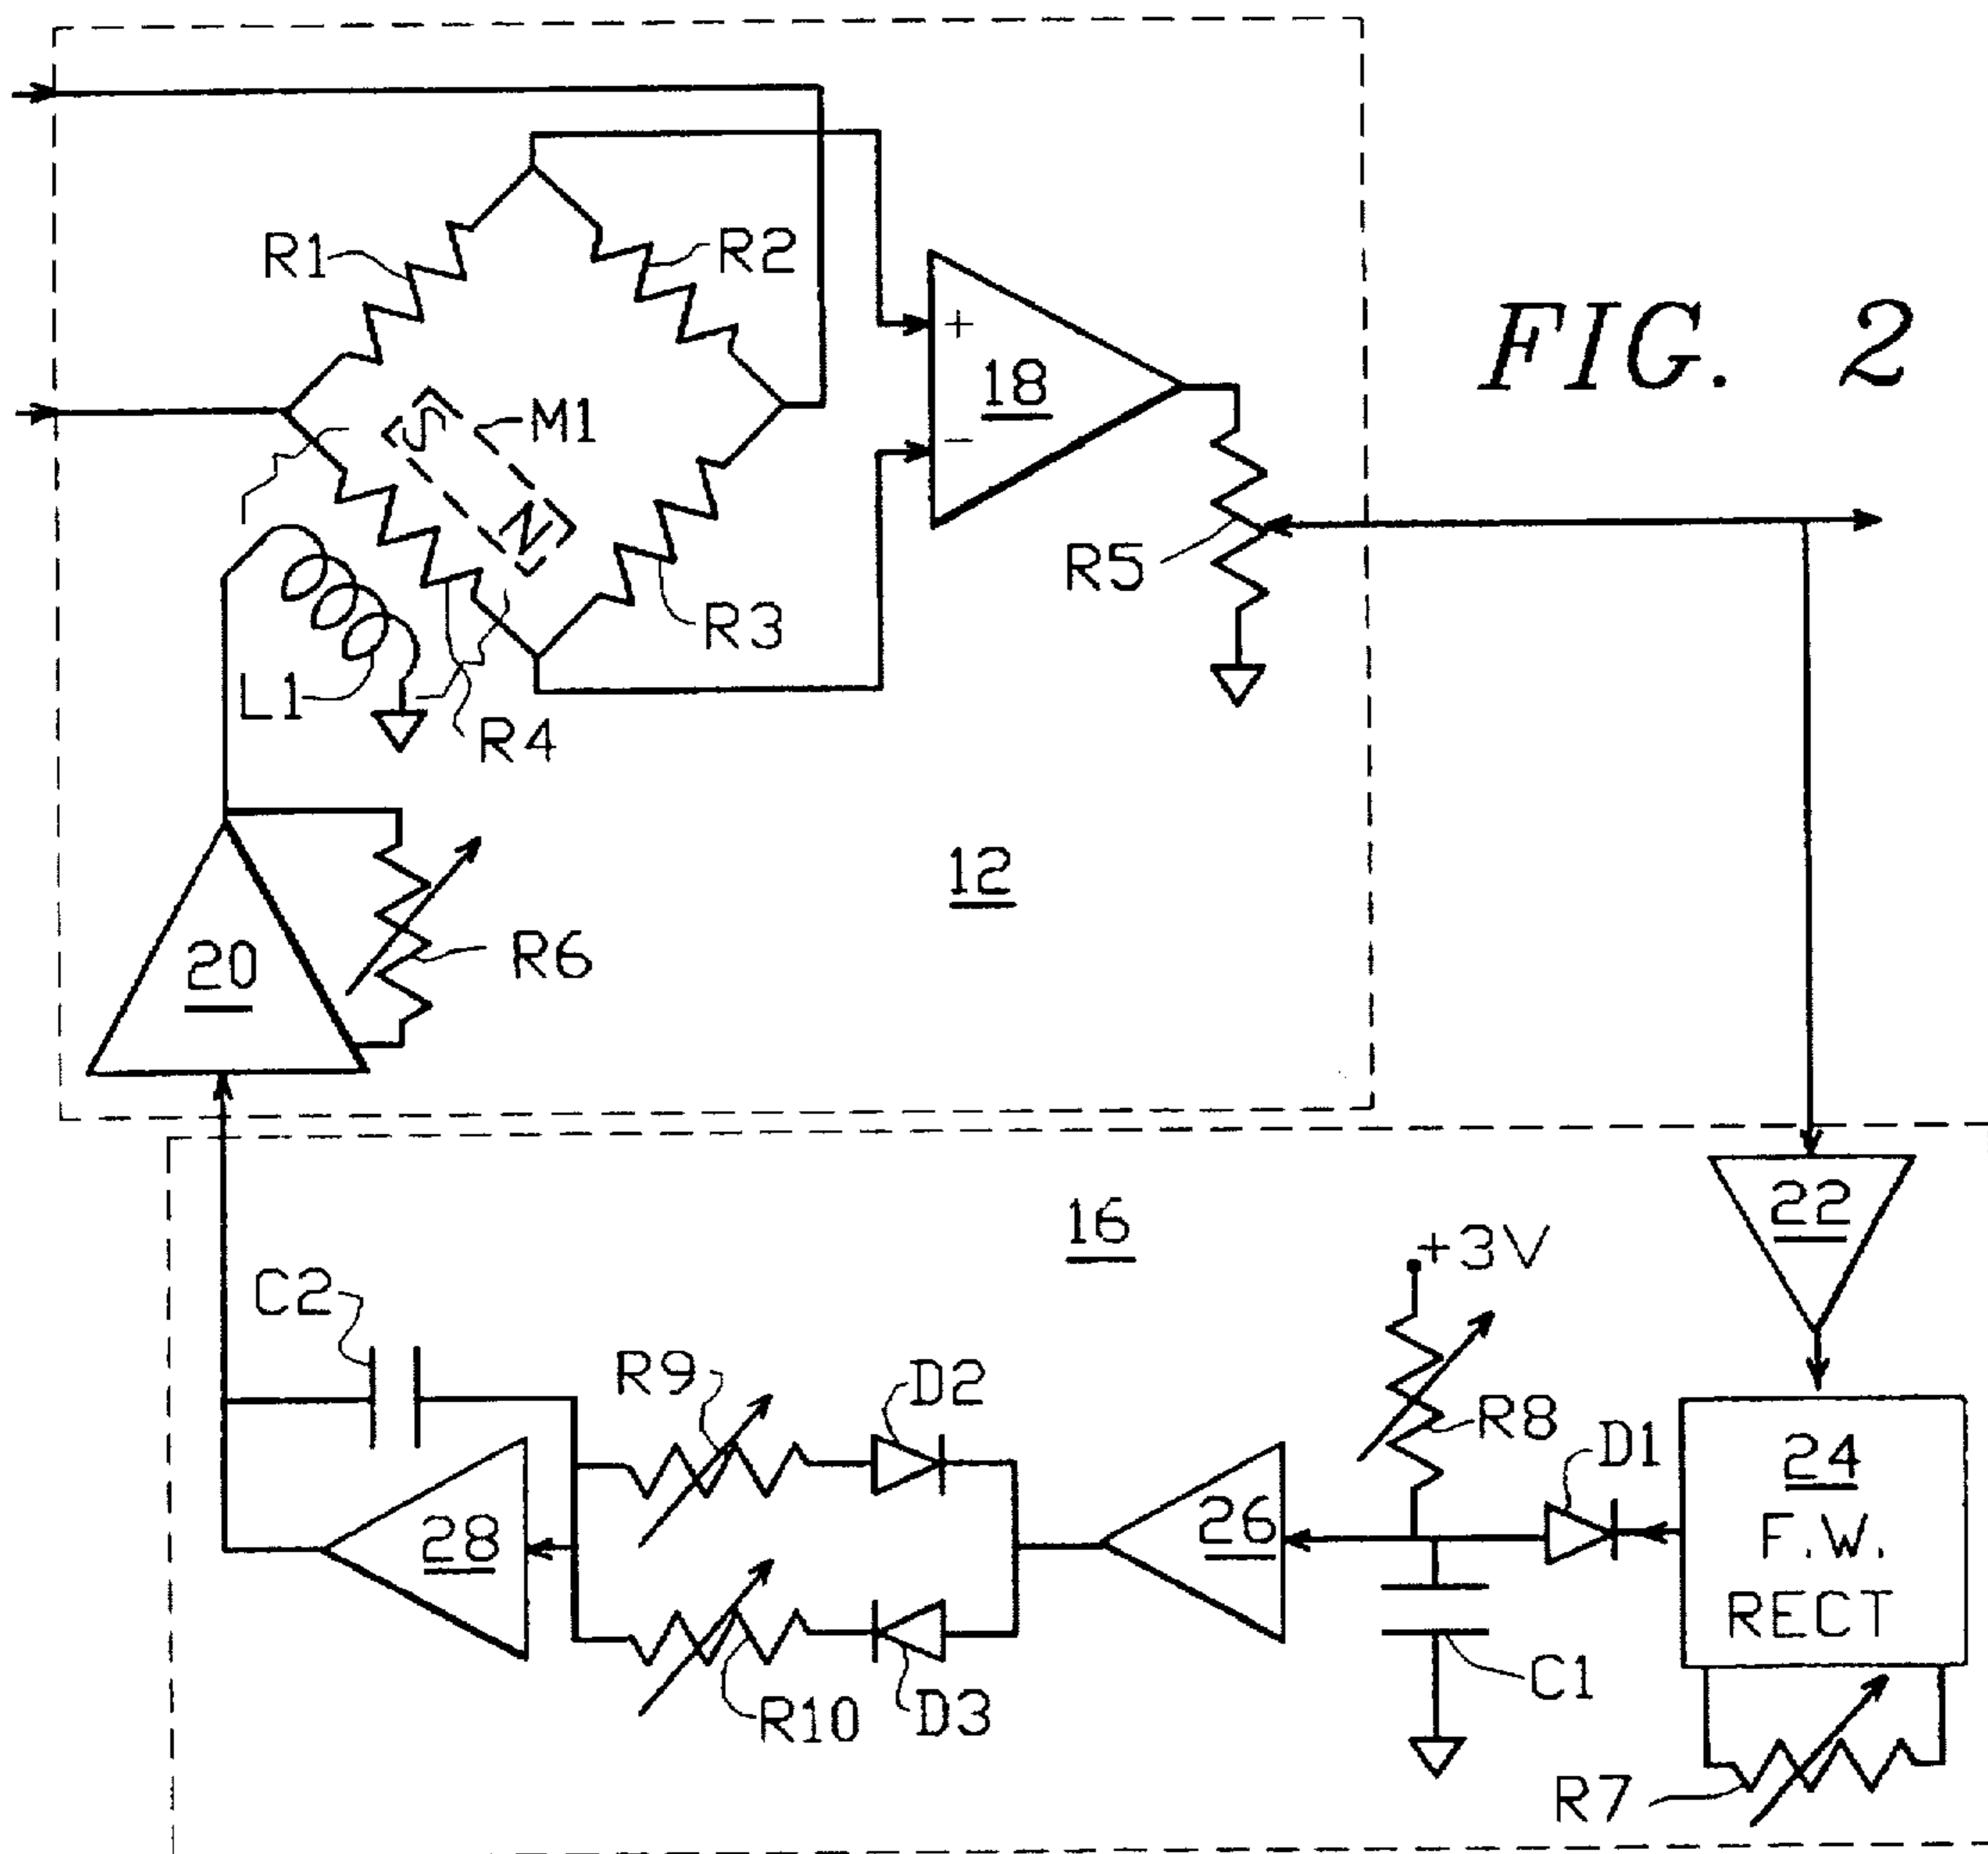 R1
R2
+
18
−
FIG. 2
S
M1
N
R5
R3
L1
R4
12
20
R6
16
22
+3V
C2
R9
D2
R8
D1
24
F.W.
RECT
28
26
R10
D3
C1
R7